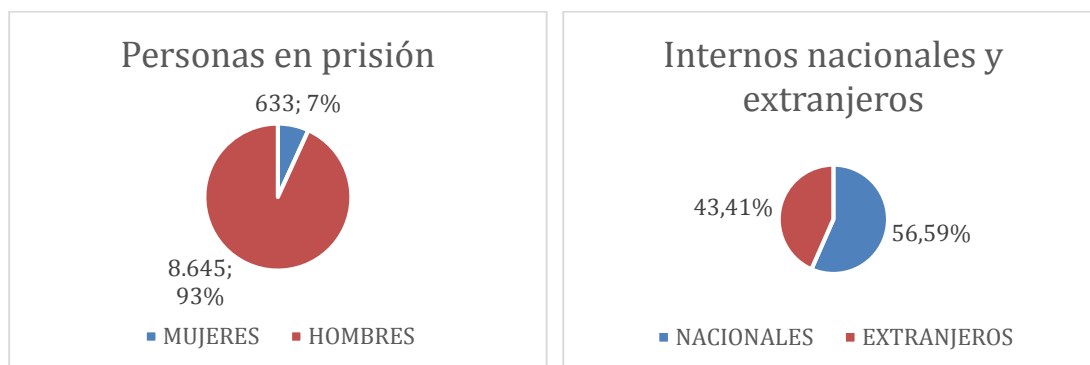 Personas en prisión
633; 7%
8.645;
93%
MUJERES HOMBRES
Internos nacionales y
extranjeros
43,41%
56,59%
NACIONALES EXTRANJEROS